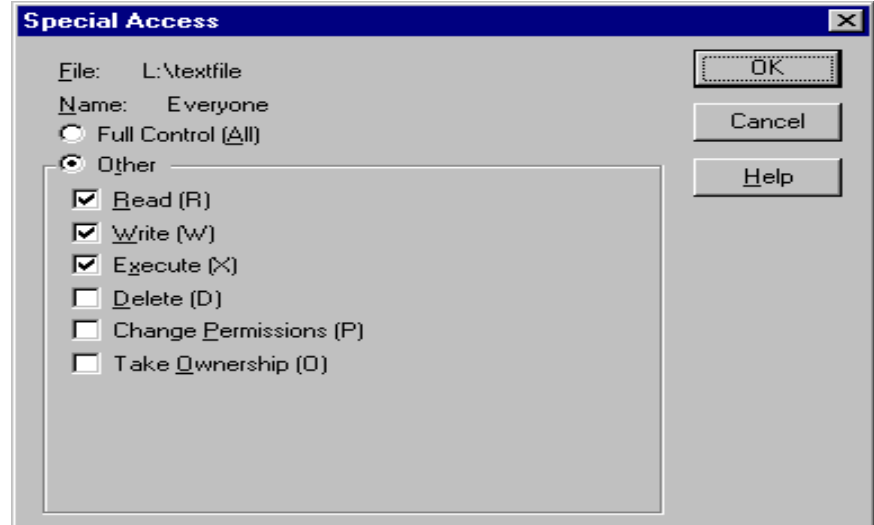 Special Access
File: L:\textfile
OK
Name: Everyone
Cancel
Full Control (All)
Other
Help
Read (R)
Write (W)
Execute (X)
Delete (D)
Change Permissions (P)
Take Ownership (O)